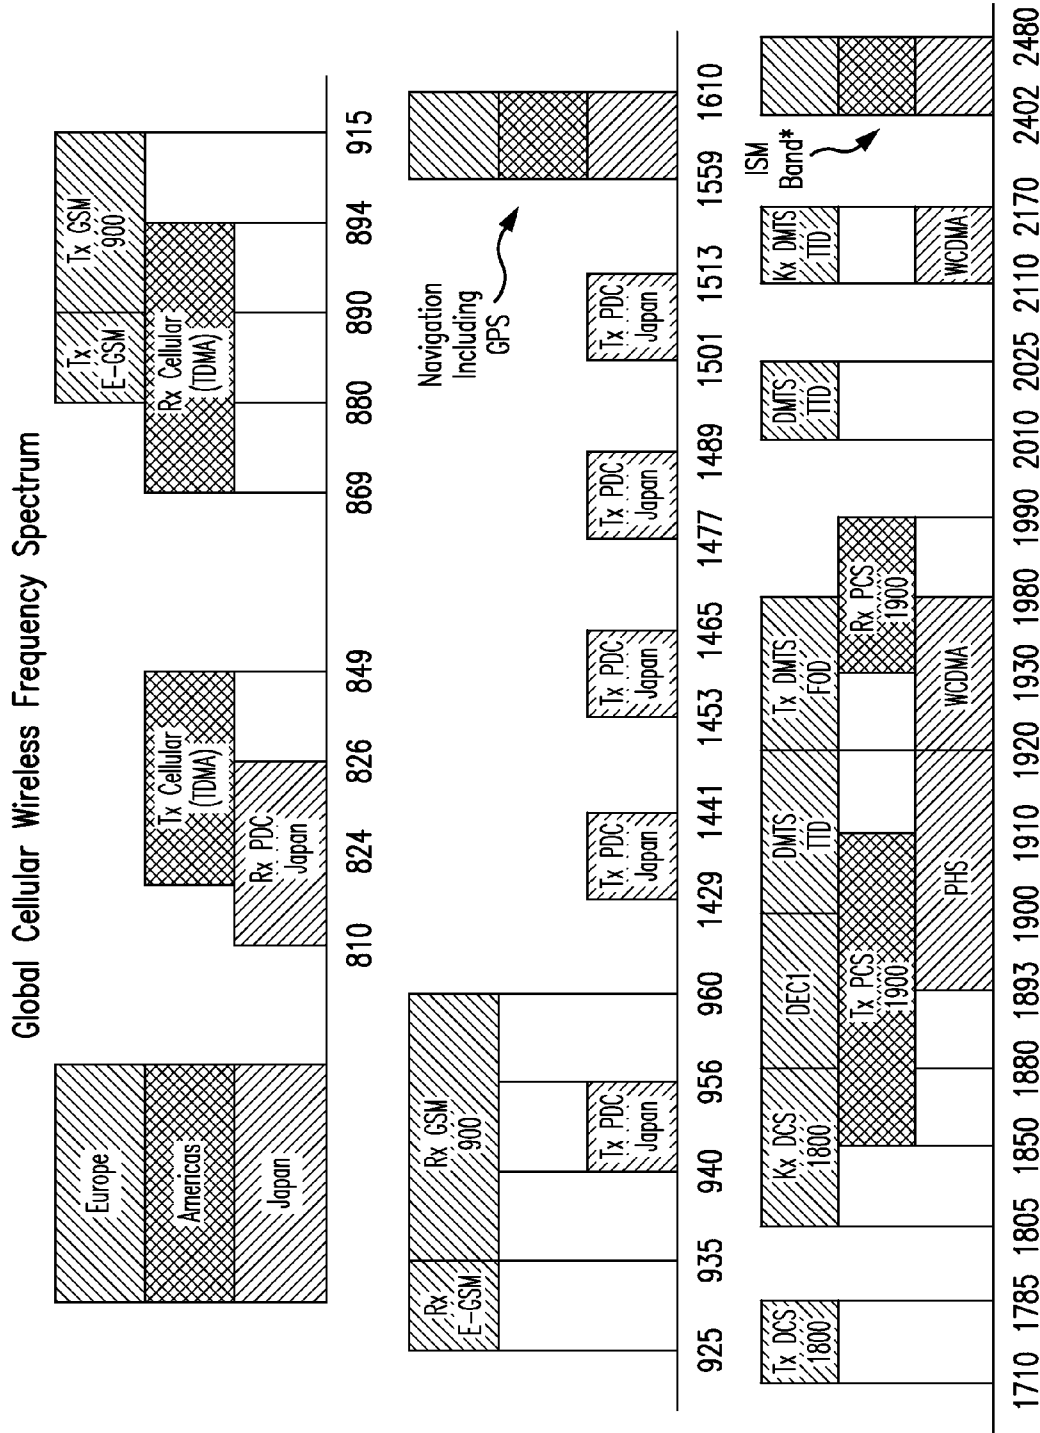 Global Cellular Wireless Frequency Spectrum
Europe
Americas
Japan
Tx Cellular
(TDMA)
Rx PDC
Japan
Tx
E-GSM
Tx GSM
900
Rx Cellular
(TDMA)
810
824
826
849
869
880
890
894
915
Rx
E-GSM
Rx GSM
900
Tx PDC
Japan
Tx PDC
Japan
Tx PDC
Japan
Tx PDC
Japan
Tx PDC
Japan
Navigation
Including
GPS
925
935
940
956
960
1429
1441
1453
1465
1477
1489
1501
1513
1559
1610
Tx DCS
1800
Kx DCS
1800
DEC1
DMTS
TTD
Tx DMTS
FOD
DMTS
TTD
Kx DMTS
TTD
ISM
Band*
Tx PCS
1900
Rx PCS
1900
PHS
WCDMA
WCDMA
1710
1785
1805
1850
1880
1893
1900
1910
1920
1930
1980
1990
2010
2025
2110
2170
2402
2480